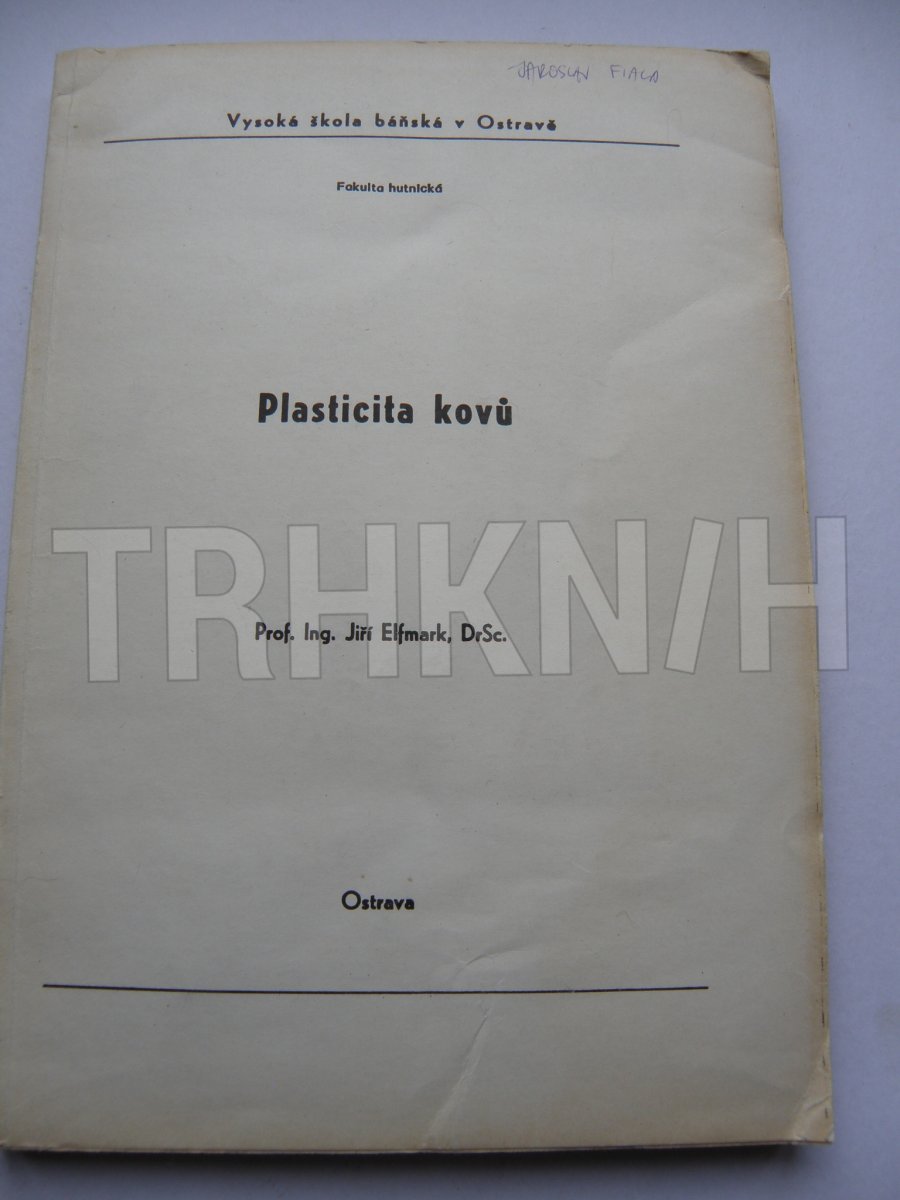 JAROSLAV FIALA
Vysoká škola báňská v Ostravě
Fakulta hutnická
Plasticita kovů
TRHKNIH
Prof. Ing. Jiří Elfmark, DrSc.
Ostrava